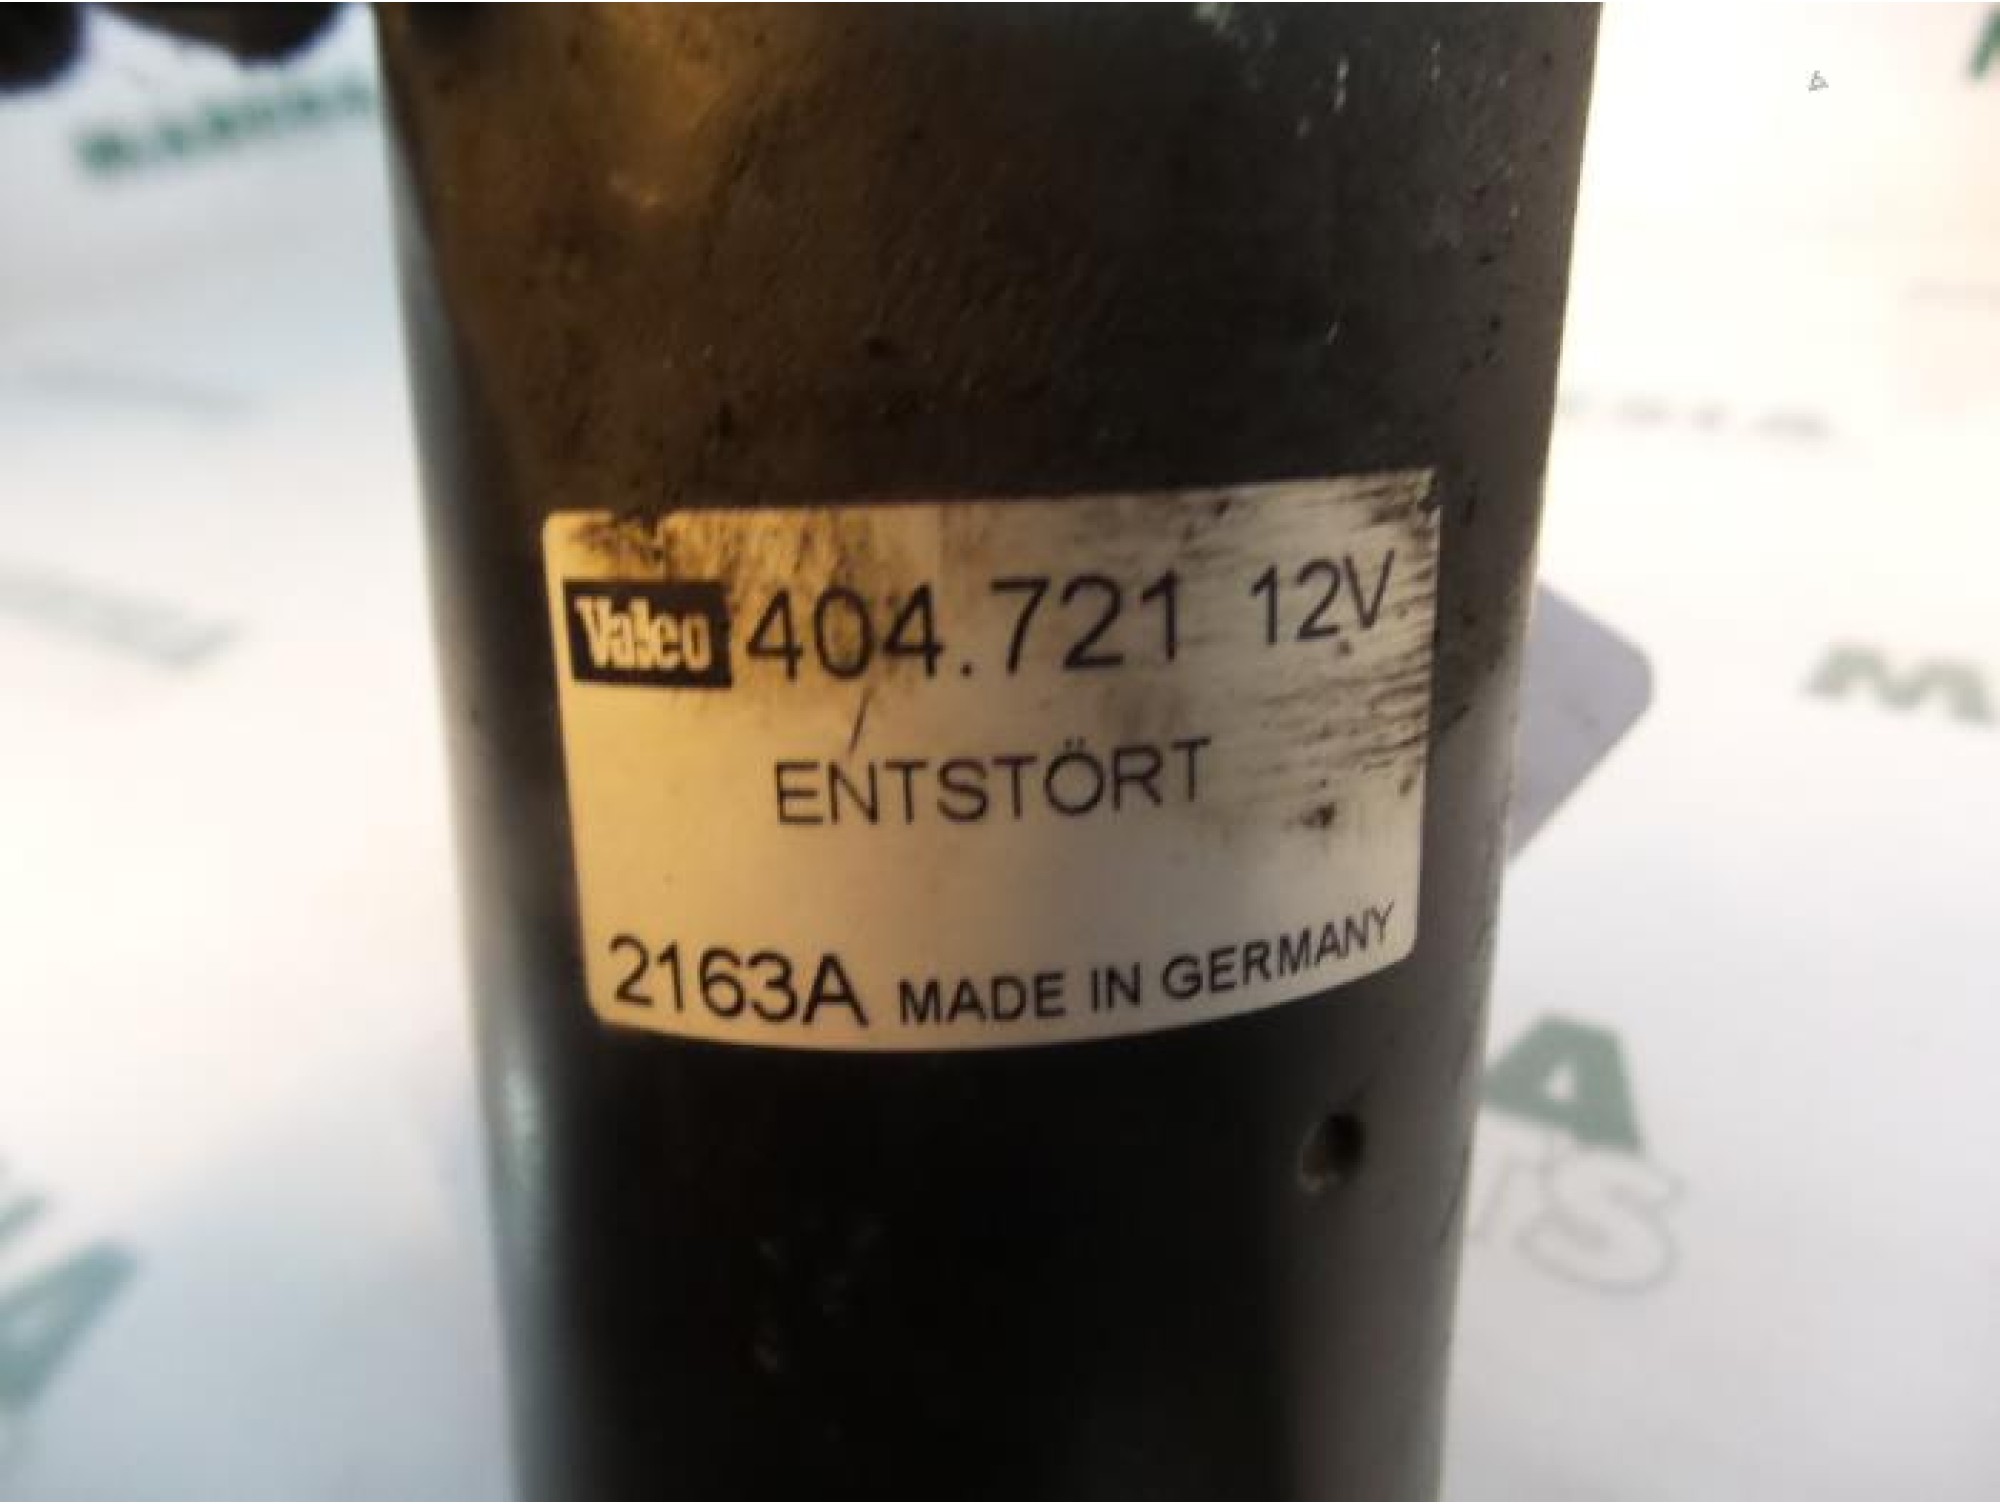 Valeo 404.721 12V
ENTSTÖRT
2163A MADE IN GERMANY